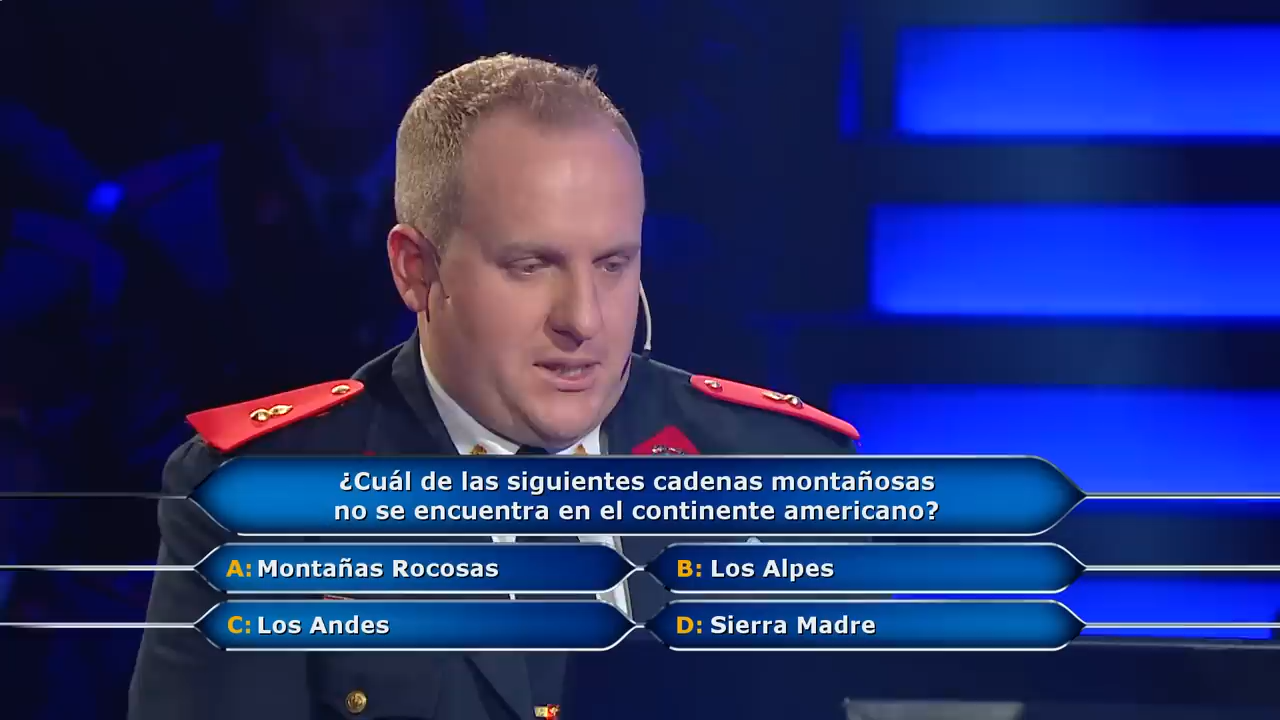 ¿Cuál de las siguientes cadenas montañosas
no se encuentra en el continente americano?
A: Montañas Rocosas
B: Los Alpes
C: Los Andes
D: Sierra Madre